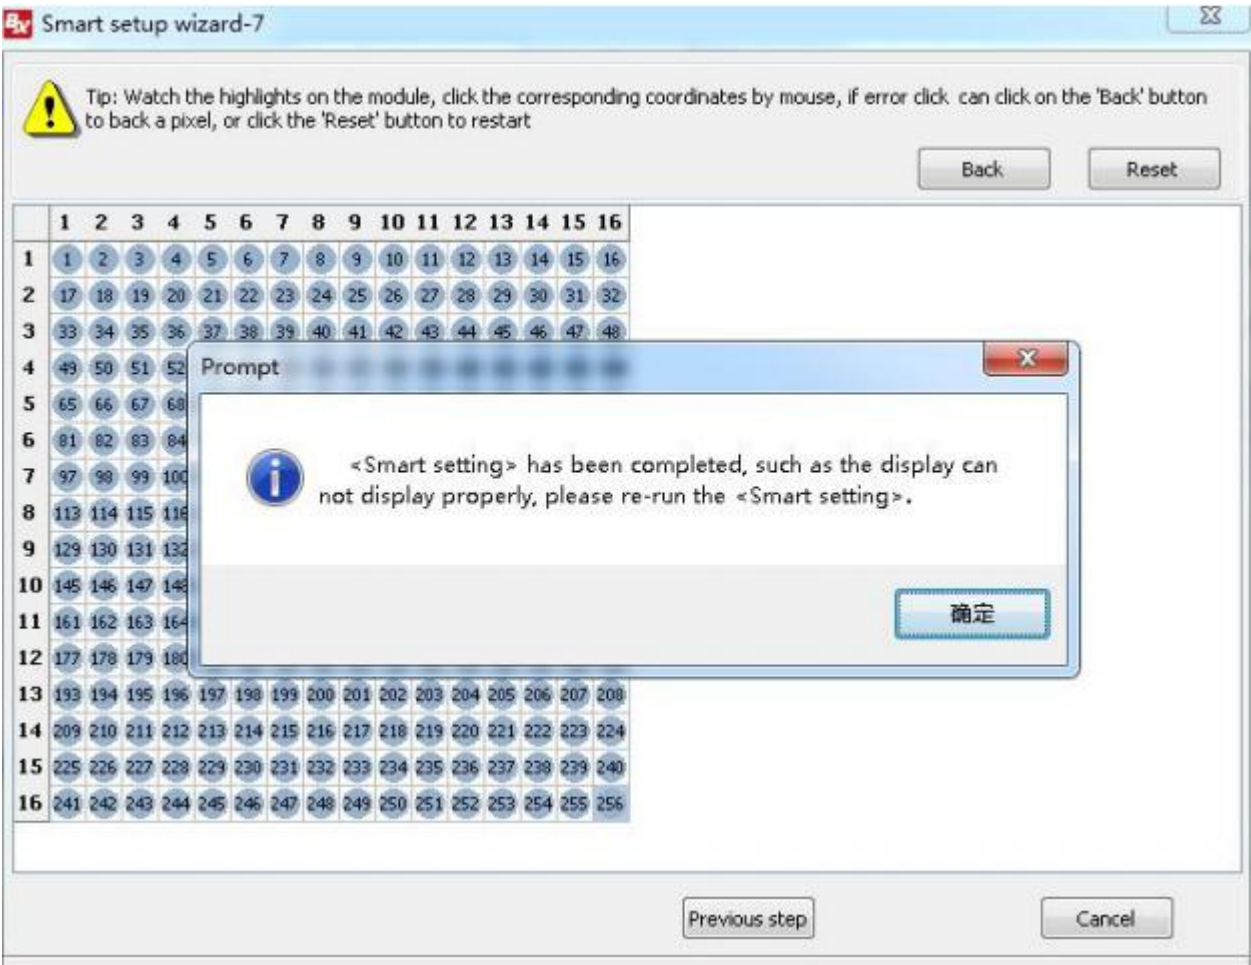 BX Smart setup wizard-7
Tip: Watch the highlights on the module, click the corresponding coordinates by mouse, if error click can click on the 'Back' button
to back a pixel, or click the 'Reset' button to restart
Back Reset
1 2 3 4 5 6 7 8 9 10 11 12 13 14 15 16
1 1 2 3 4 5 6 7 8 9 10 11 12 13 14 15 16
2 17 18 19 20 21 22 23 24 25 26 27 28 29 30 31 32
3 33 34 35 36 37 38 39 40 41 42 43 44 45 46 47 48
4 49 50 51 52 Prompt
5 65 66 67 68
6 81 82 83 84
<Smart setting> has been completed, such as the display can
7 97 98 99 100
not display properly, please re-run the <Smart setting>.
8 113 114 115 116
9 129 130 131 132
10 145 146 147 148
11 161 162 163 164 确定
12 177 178 179 180
13 193 194 195 196 197 198 199 200 201 202 203 204 205 206 207 208
14 209 210 211 212 213 214 215 216 217 218 219 220 221 222 223 224
15 225 226 227 228 229 230 231 232 233 234 235 236 237 238 239 240
16 241 242 243 244 245 246 247 248 249 250 251 252 253 254 255 256
Previous step Cancel